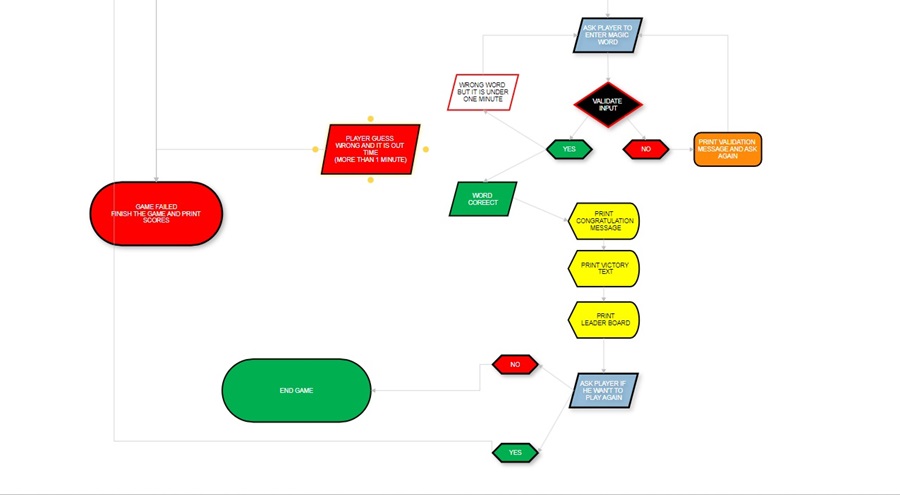 ASK PLAYER TO
ENTER MAGIC
WORD
WRONG WORD
BUT IT IS UNDER
ONE MINUTE
VALIDATE
INPUT
PLAYER GUESS
WRONG AND IT IS OUT
TIME
(MORE THAN 1 MINUTE)
YES
NO
PRINT VALIDATION
MESSAGE AND ASK
AGAIN
WORD
COREECT
GAME FAILED
FINISH THE GAME AND PRINT
SCORES
PRINT
CONGRATULATION
MESSAGE
PRINT VICTORY
TEXT
PRINT
LEADER BOARD
NO
END GAME
ASK PLAYER IF
HE WAN'T TO
PLAY AGAIN
YES